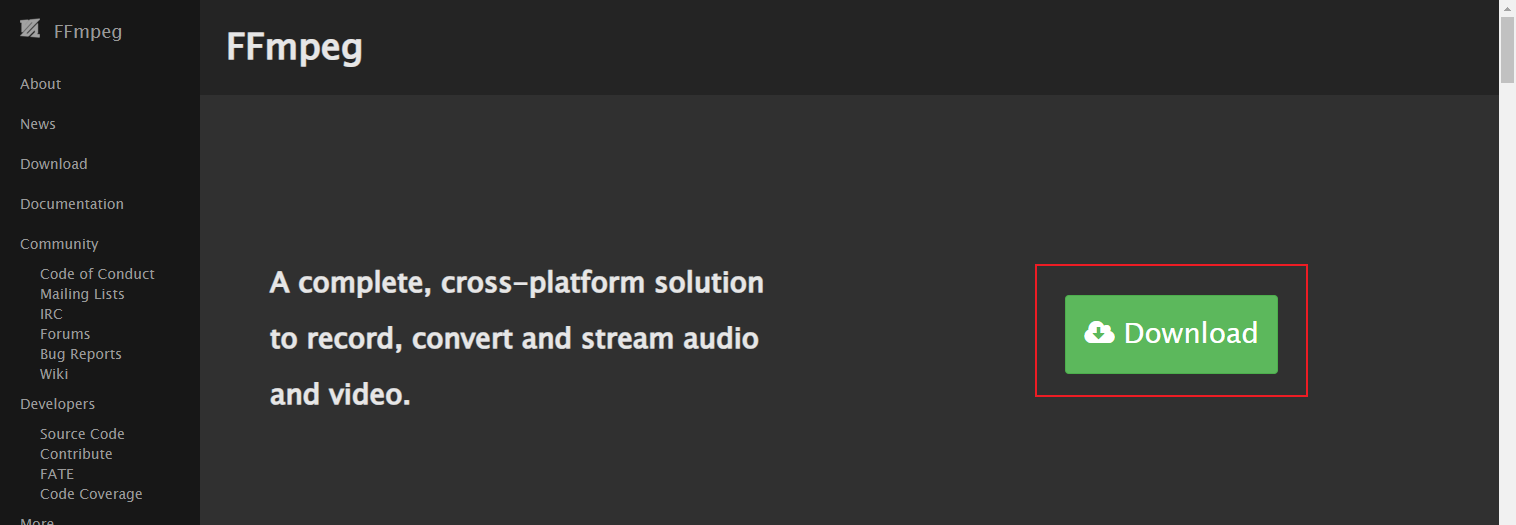 FFmpeg
About
News
Download
Documentation
Community
Code of Conduct
Mailing Lists
IRC
Forums
Bug Reports
Wiki
Developers
Source Code
Contribute
FATE
Code Coverage
More
FFmpeg
A complete, cross-platform solution
to record, convert and stream audio
and video.
Download